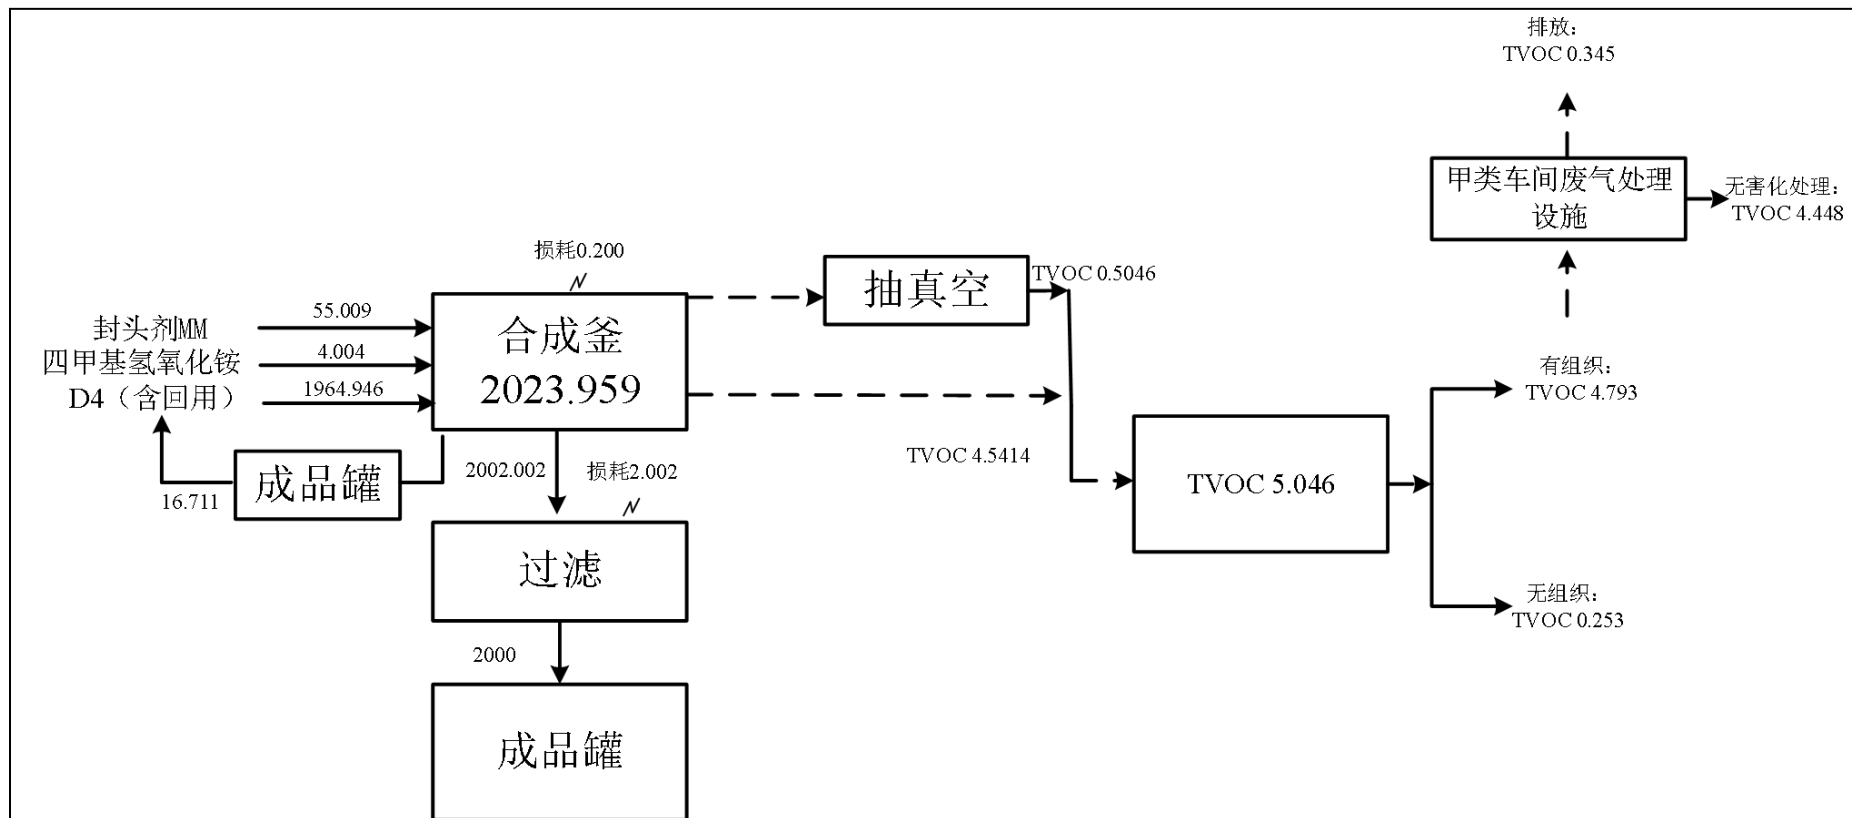 排放：
TVOC 0.345
甲类车间废气处理
设施
无害化处理：
TVOC 4.448
损耗0.200
抽真空
TVOC 0.5046
封头剂MM
四甲基氢氧化铵
D4（含回用）
55.009
4.004
1964.946
合成釜
2023.959
有组织：
TVOC 4.793
TVOC 4.5414
2002.002
损耗2.002
成品罐
16.711
TVOC 5.046
过滤
无组织：
TVOC 0.253
2000
成品罐